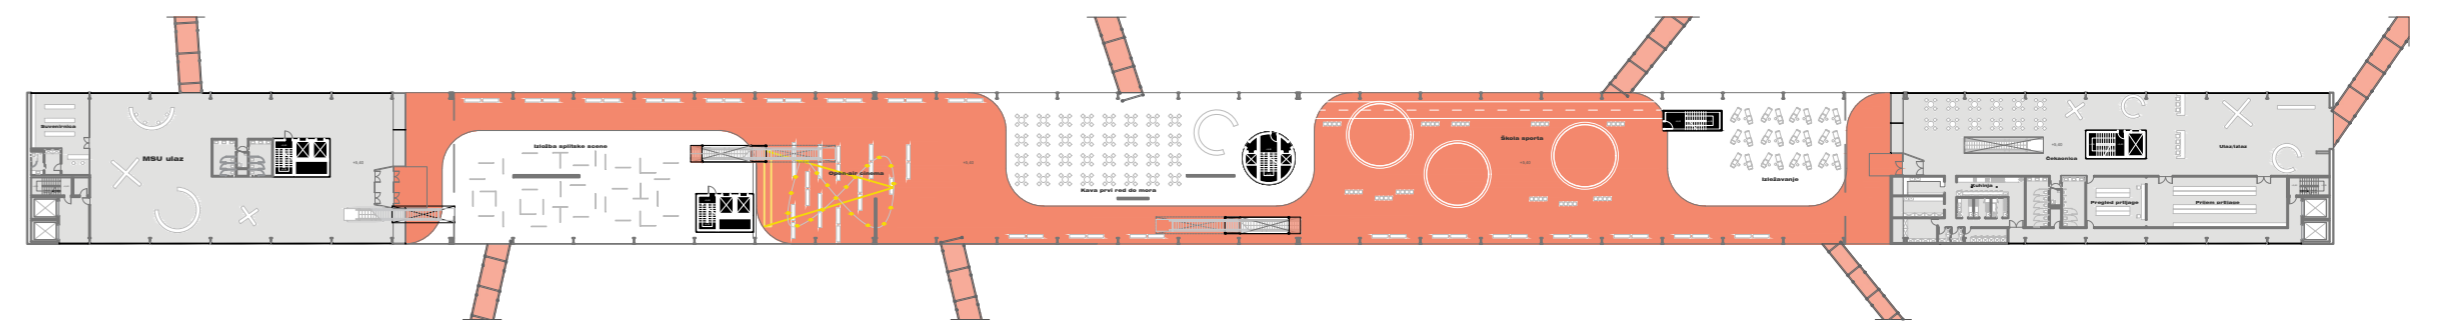 Suvenirnica
MSU ulaz
Izložba splitske scene
Open-air cinema
Kava prvi red do mora
Škola sporta
Izležavanje
Čekaonica
Ulaz/izlaz
Kuhinja
Pregled prtljage
Prijem prtljage